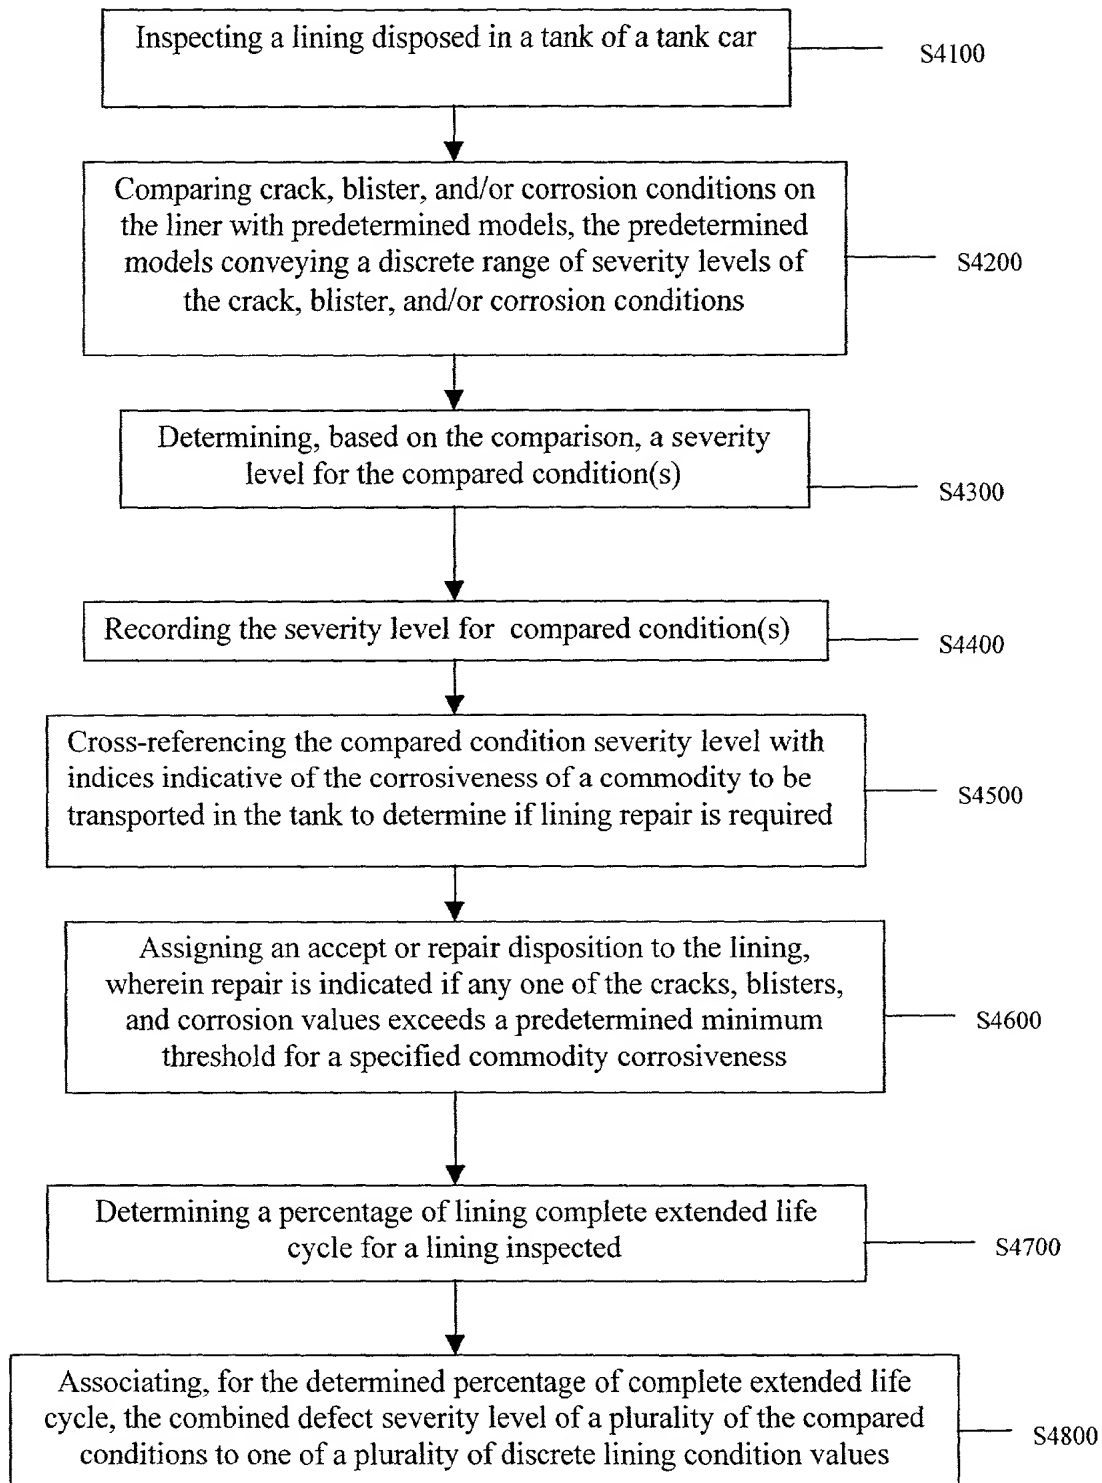 Inspecting a lining disposed in a tank of a tank car
S4100
Comparing crack, blister, and/or corrosion conditions on
the liner with predetermined models, the predetermined
models conveying a discrete range of severity levels of
the crack, blister, and/or corrosion conditions
S4200
Determining, based on the comparison, a severity
level for the compared condition(s)
S4300
Recording the severity level for compared condition(s)
S4400
Cross-referencing the compared condition severity level with
indices indicative of the corrosiveness of a commodity to be
transported in the tank to determine if lining repair is required
S4500
Assigning an accept or repair disposition to the lining,
wherein repair is indicated if any one of the cracks, blisters,
and corrosion values exceeds a predetermined minimum
threshold for a specified commodity corrosiveness
S4600
Determining a percentage of lining complete extended life
cycle for a lining inspected
S4700
Associating, for the determined percentage of complete extended life
cycle, the combined defect severity level of a plurality of the compared
conditions to one of a plurality of discrete lining condition values
S4800